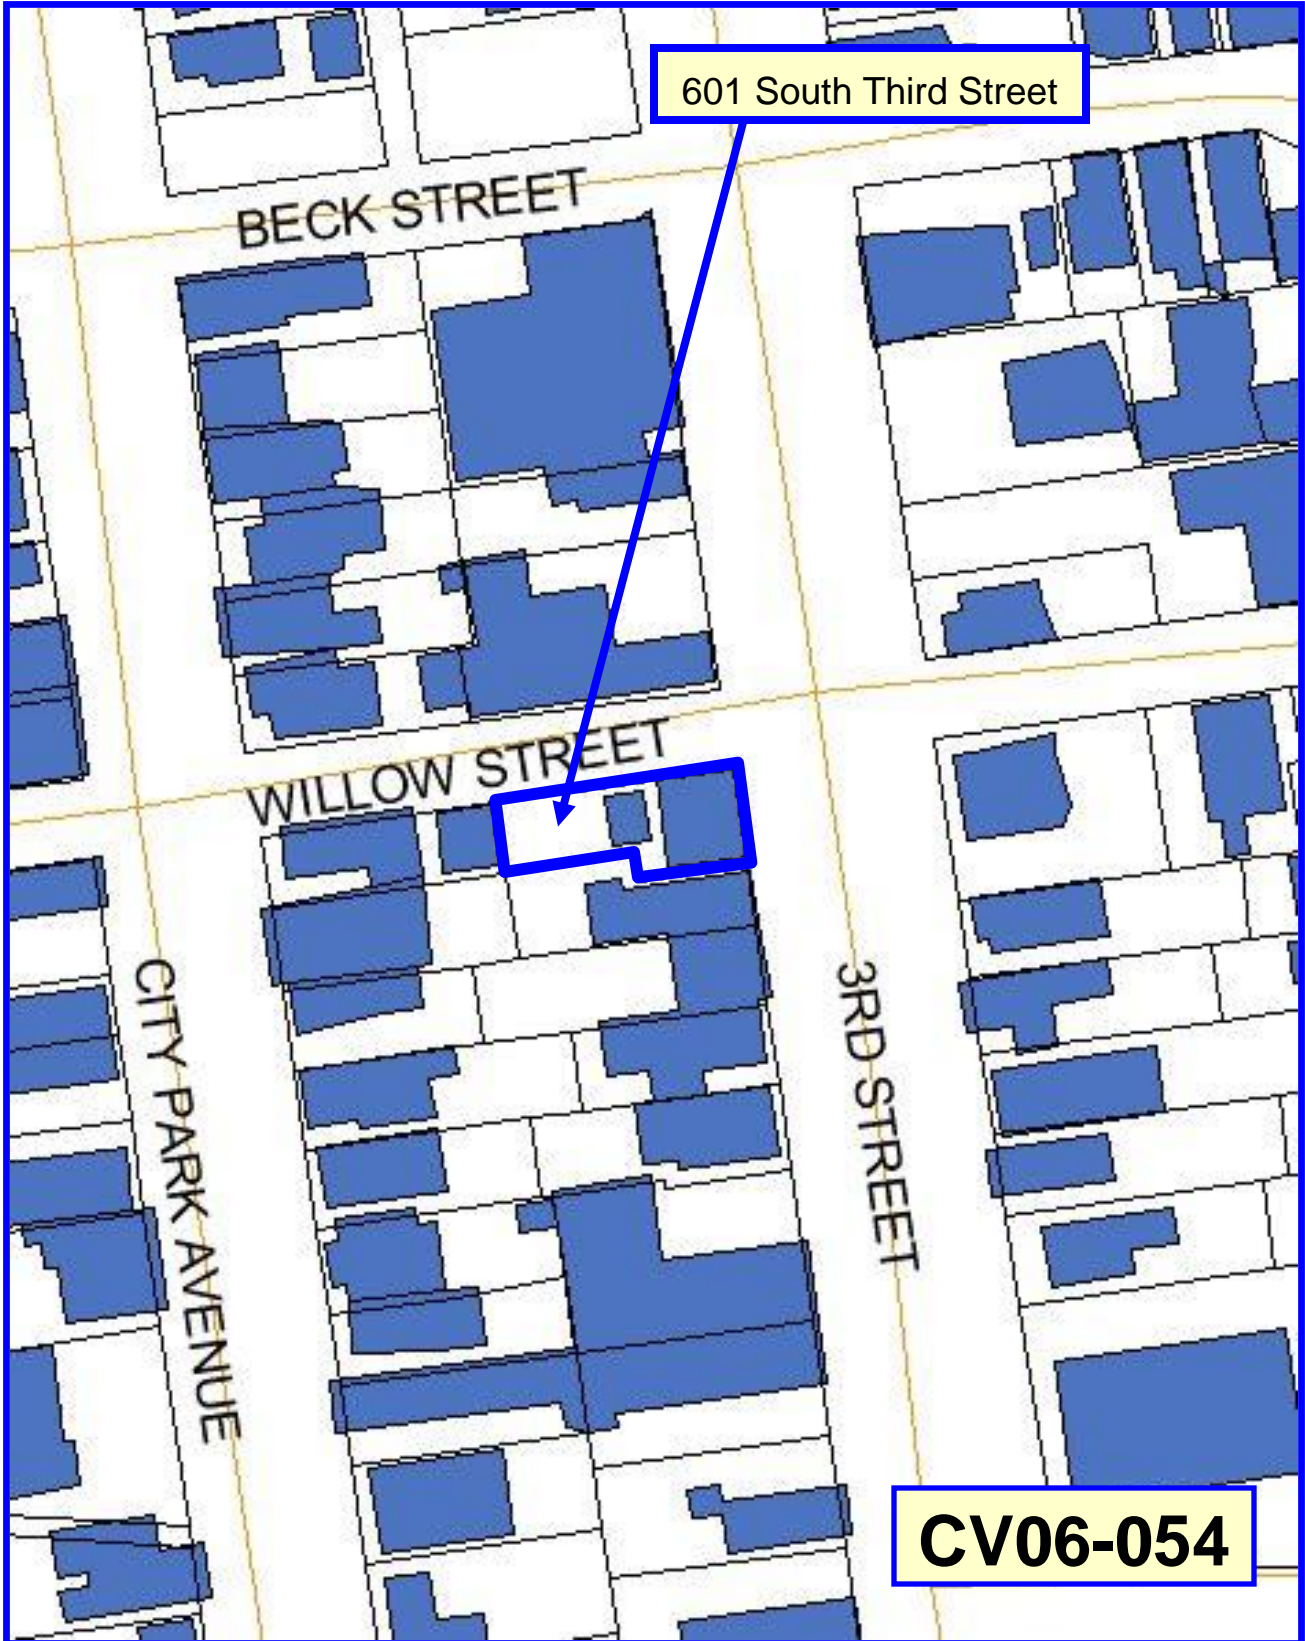 601 South Third Street
BECK STREET
WILLOW STREET
CITY PARK AVENUE
3RD STREET
CV06-054